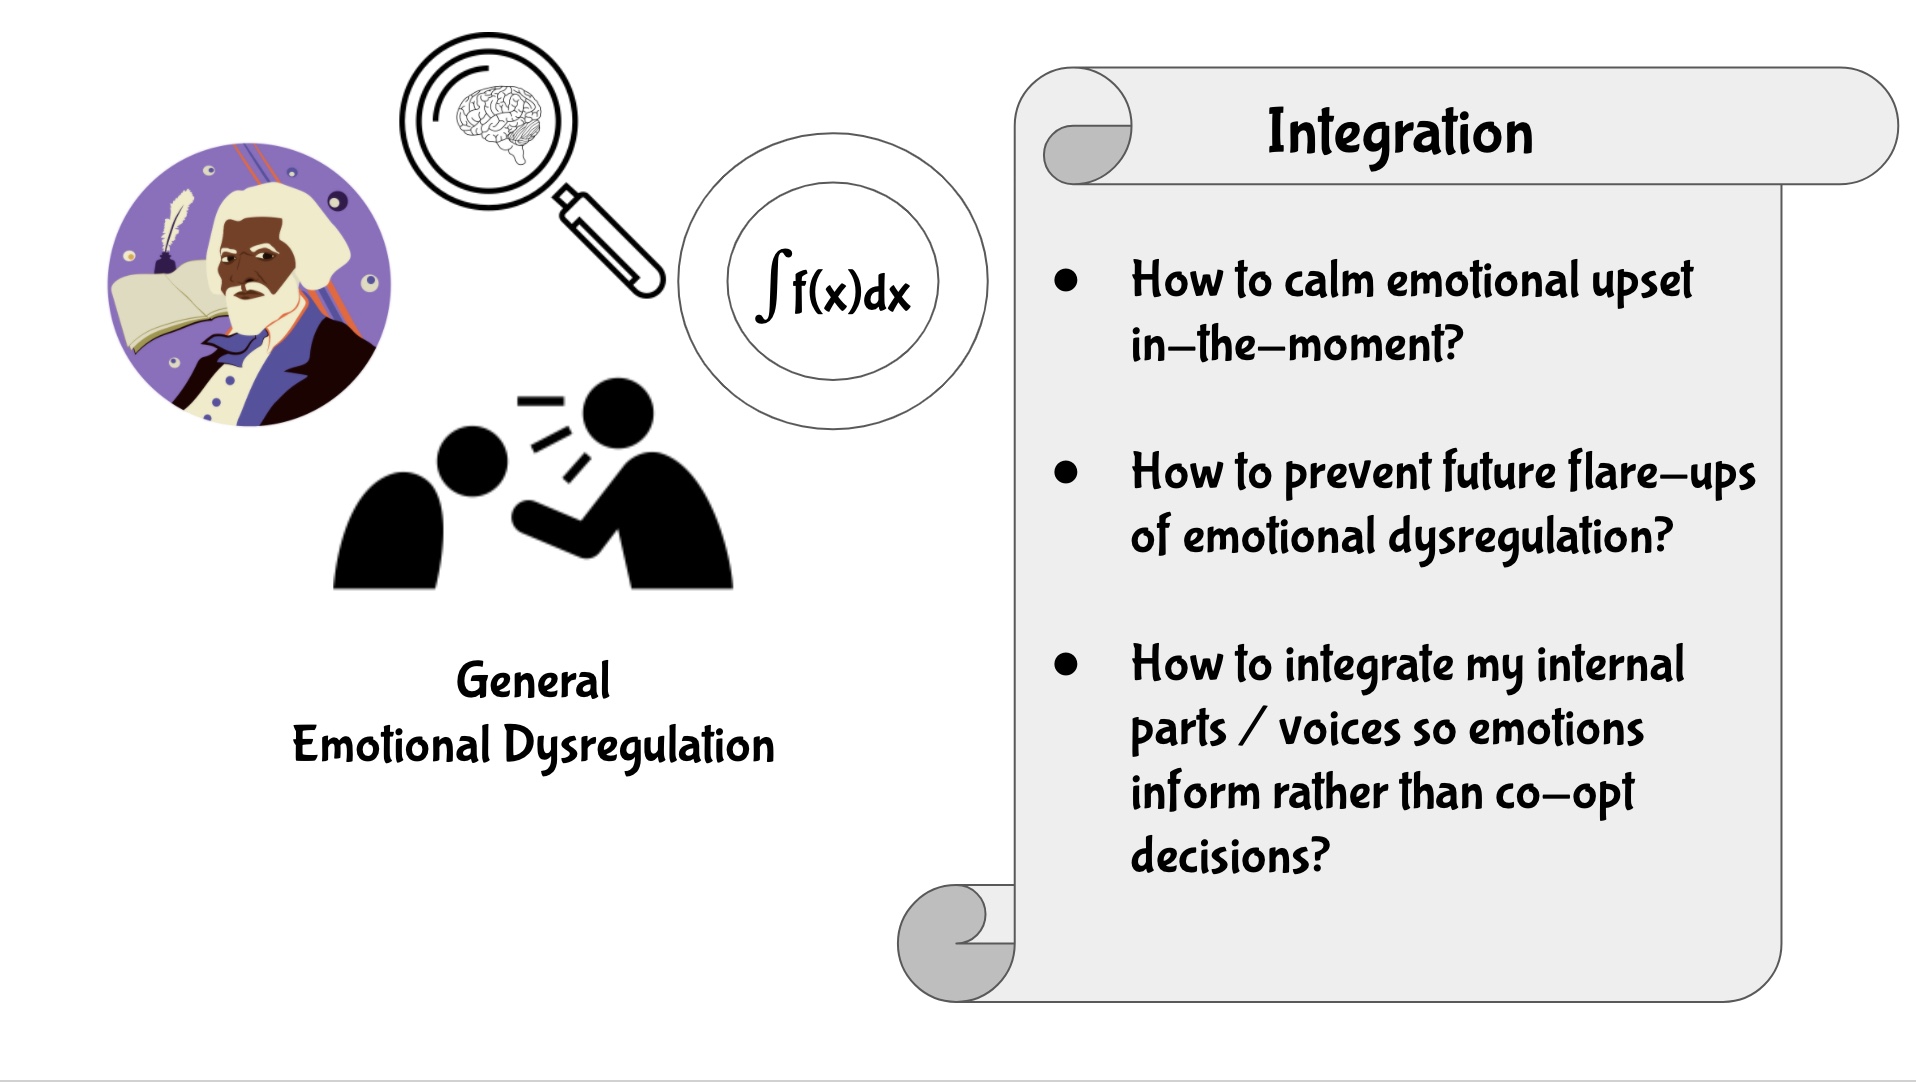 ∫f(x)dx
General
Emotional Dysregulation
Integration
● How to calm emotional upset
in–the–moment?
● How to prevent future flare–ups
of emotional dysregulation?
● How to integrate my internal
parts / voices so emotions
inform rather than co–opt
decisions?